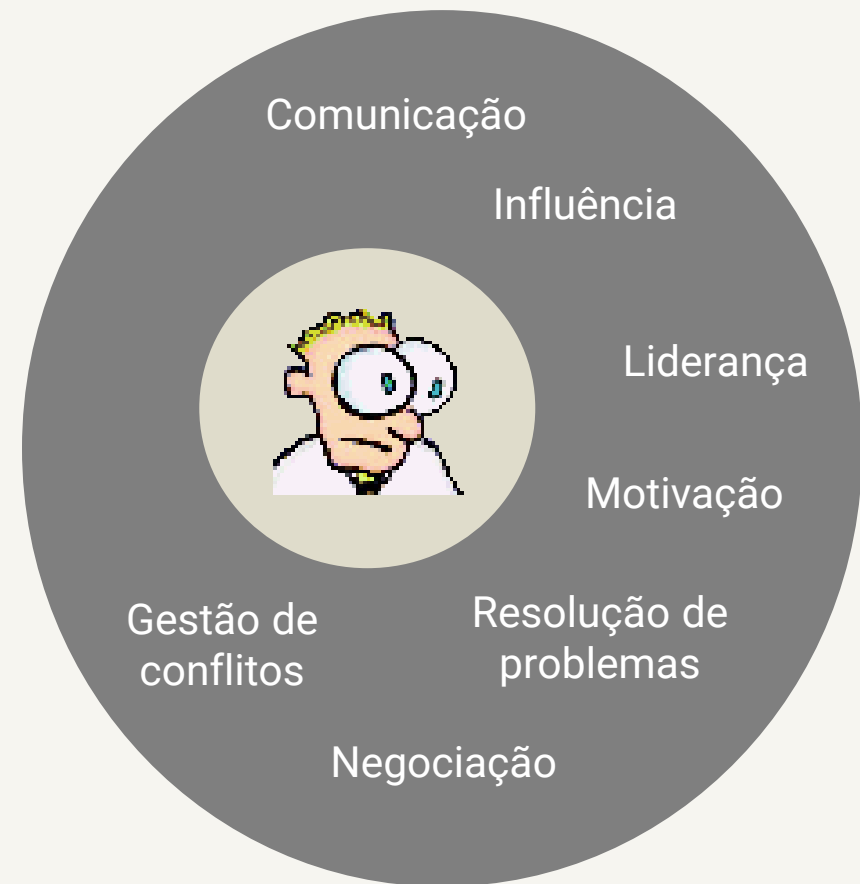 Comunicação
Influência
Liderança
Motivação
Gestão de
conflitos
Resolução de
problemas
Negociação